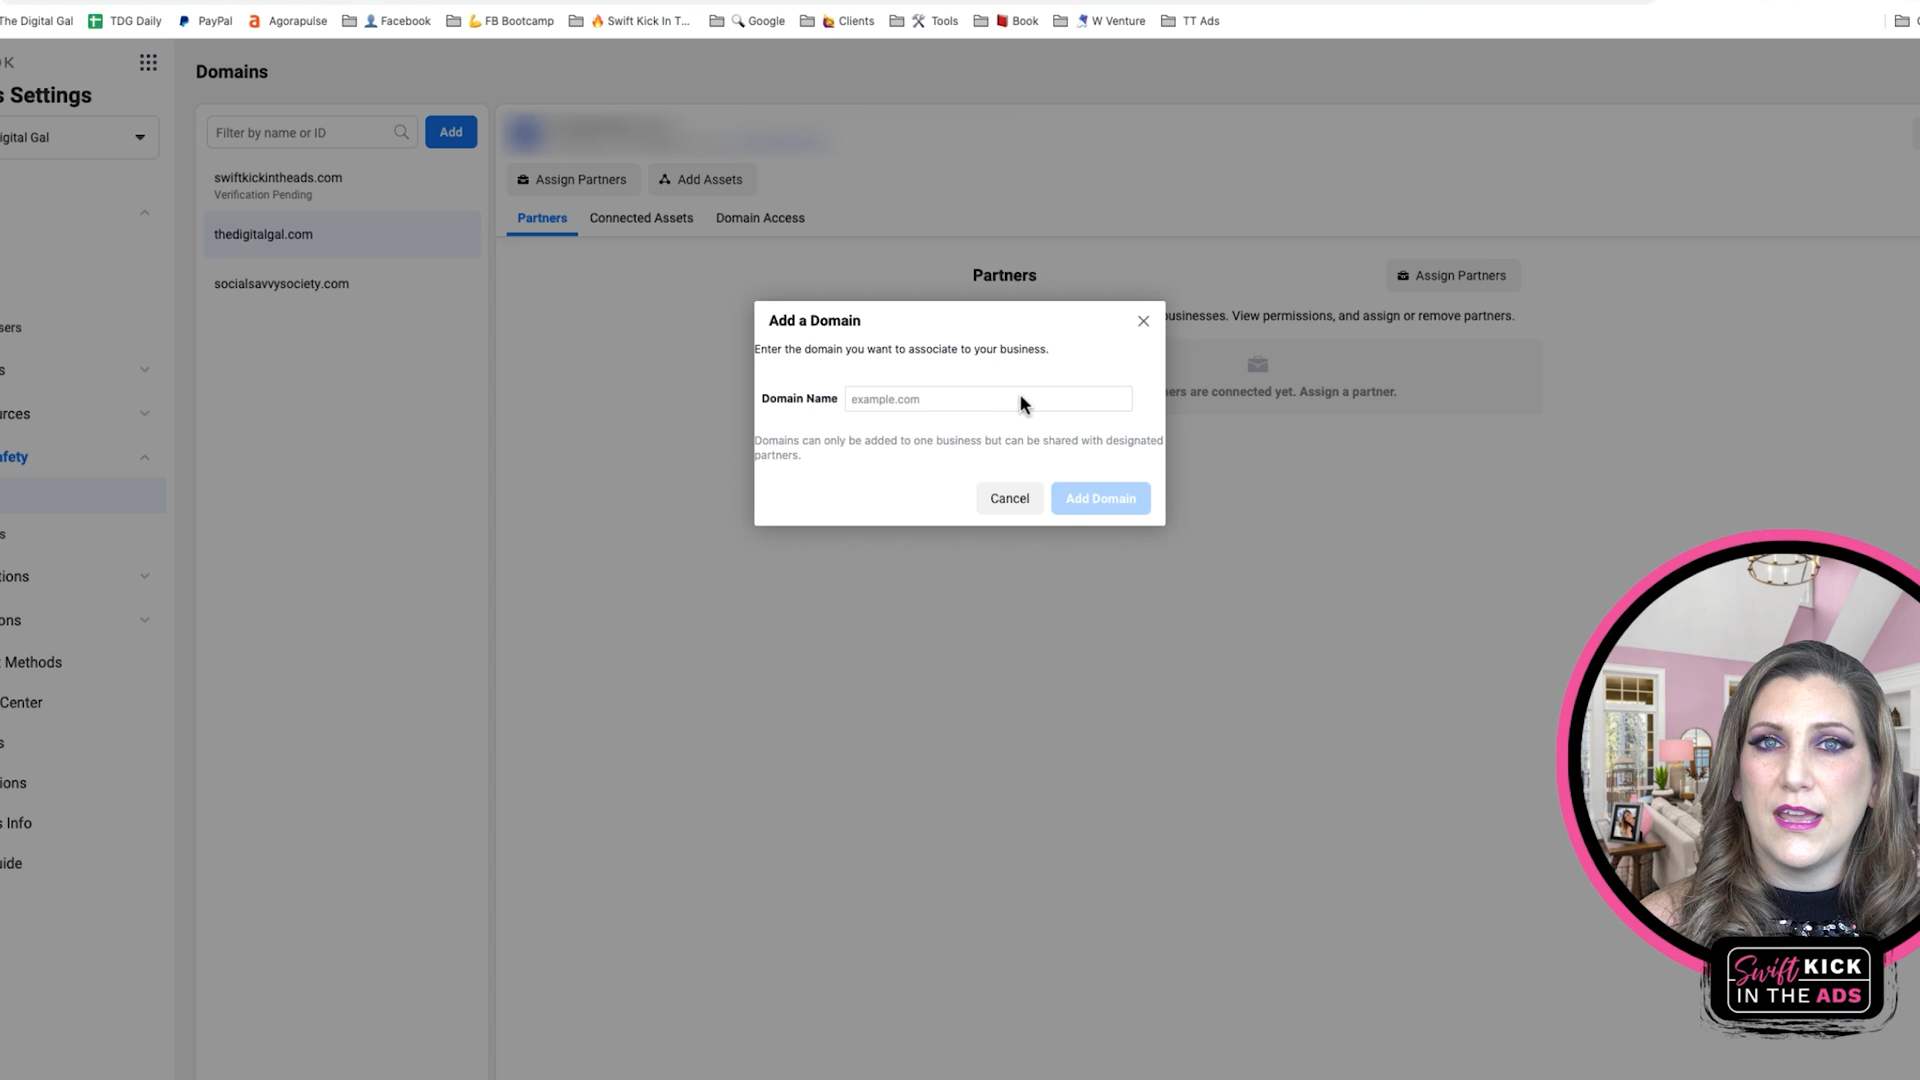 The Digital Gal
TDG Daily
PayPal
Agorapulse
Facebook
FB Bootcamp
Swift Kick In T...
Google
Clients
Tools
Book
W Venture
TT Ads
OK
s Settings
igital Gal
sers
s
urces
afety
s
tions
ons
t Methods
Center
s
ions
s Info
uide
Domains
Filter by name or ID
Add
swiftkickintheads.com
Verification Pending
thedigitalgal.com
socialsavvysociety.com
Assign Partners
Add Assets
Partners
Connected Assets
Domain Access
Partners
Assign Partners
usinesses. View permissions, and assign or remove partners.
ners are connected yet. Assign a partner.
Add a Domain
Enter the domain you want to associate to your business.
Domain Name
example.com
Domains can only be added to one business but can be shared with designated
partners.
Cancel
Add Domain
Swift KICK
IN THE ADS